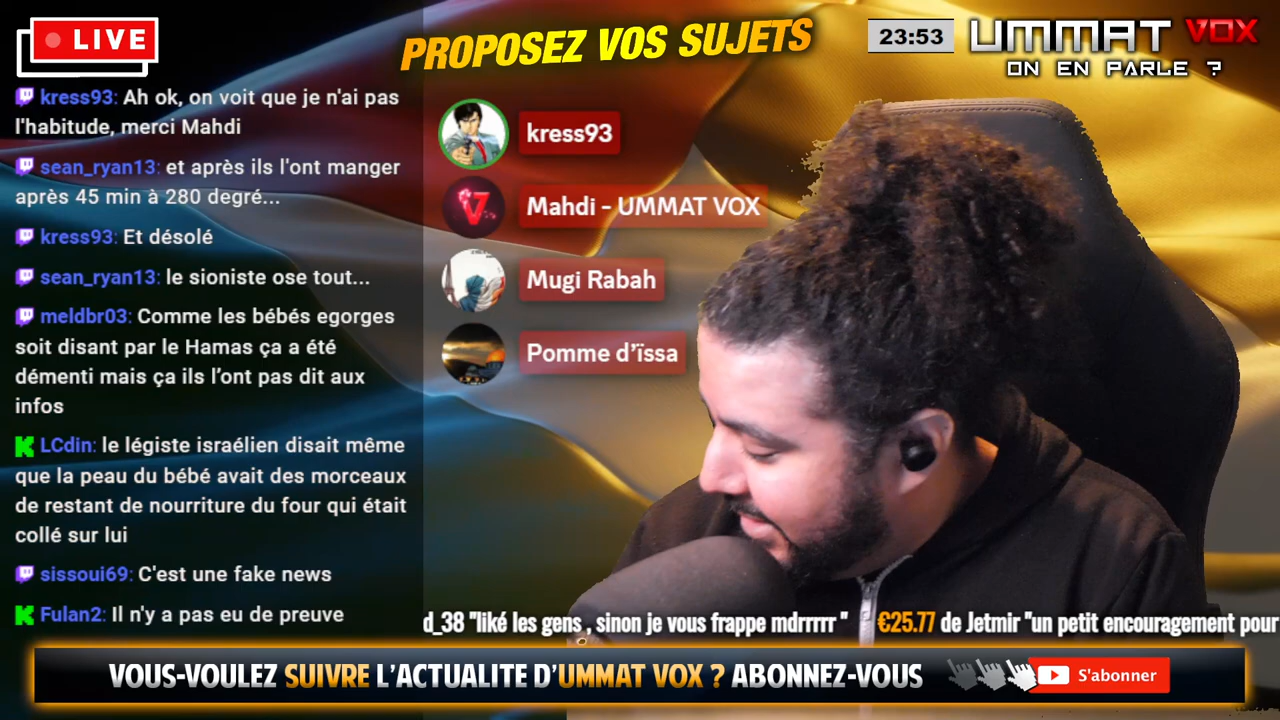 LIVE
PROPOSEZ VOS SUJETS
23:53
UMMAT VOX
ON EN PARLE ?
kress93: Ah ok, on voit que je n'ai pas
l'habitude, merci Mahdi
sean_ryan13: et après ils l'ont manger
après 45 min à 280 degré...
kress93: Et désolé
sean_ryan13: le sioniste ose tout...
meldbr03: Comme les bébés egorges
soit disant par le Hamas ça a été
démenti mais ça ils l'ont pas dit aux
infos
LCdin: le légiste israélien disait même
que la peau du bébé avait des morceaux
de restant de nourriture du four qui était
collé sur lui
sissoui69: C'est une fake news
Fulan2: Il n'y a pas eu de preuve
kress93
Mahdi - UMMAT VOX
Mugi Rabah
Pomme d'ïssa
d_38 "liké les gens , sinon je vous frappe mdrrrrr" €25.77 de Jetmir "un petit encouragement pour
VOUS-VOULEZ SUIVRE L'ACTUALITE D'UMMAT VOX ? ABONNEZ-VOUS
S'abonner